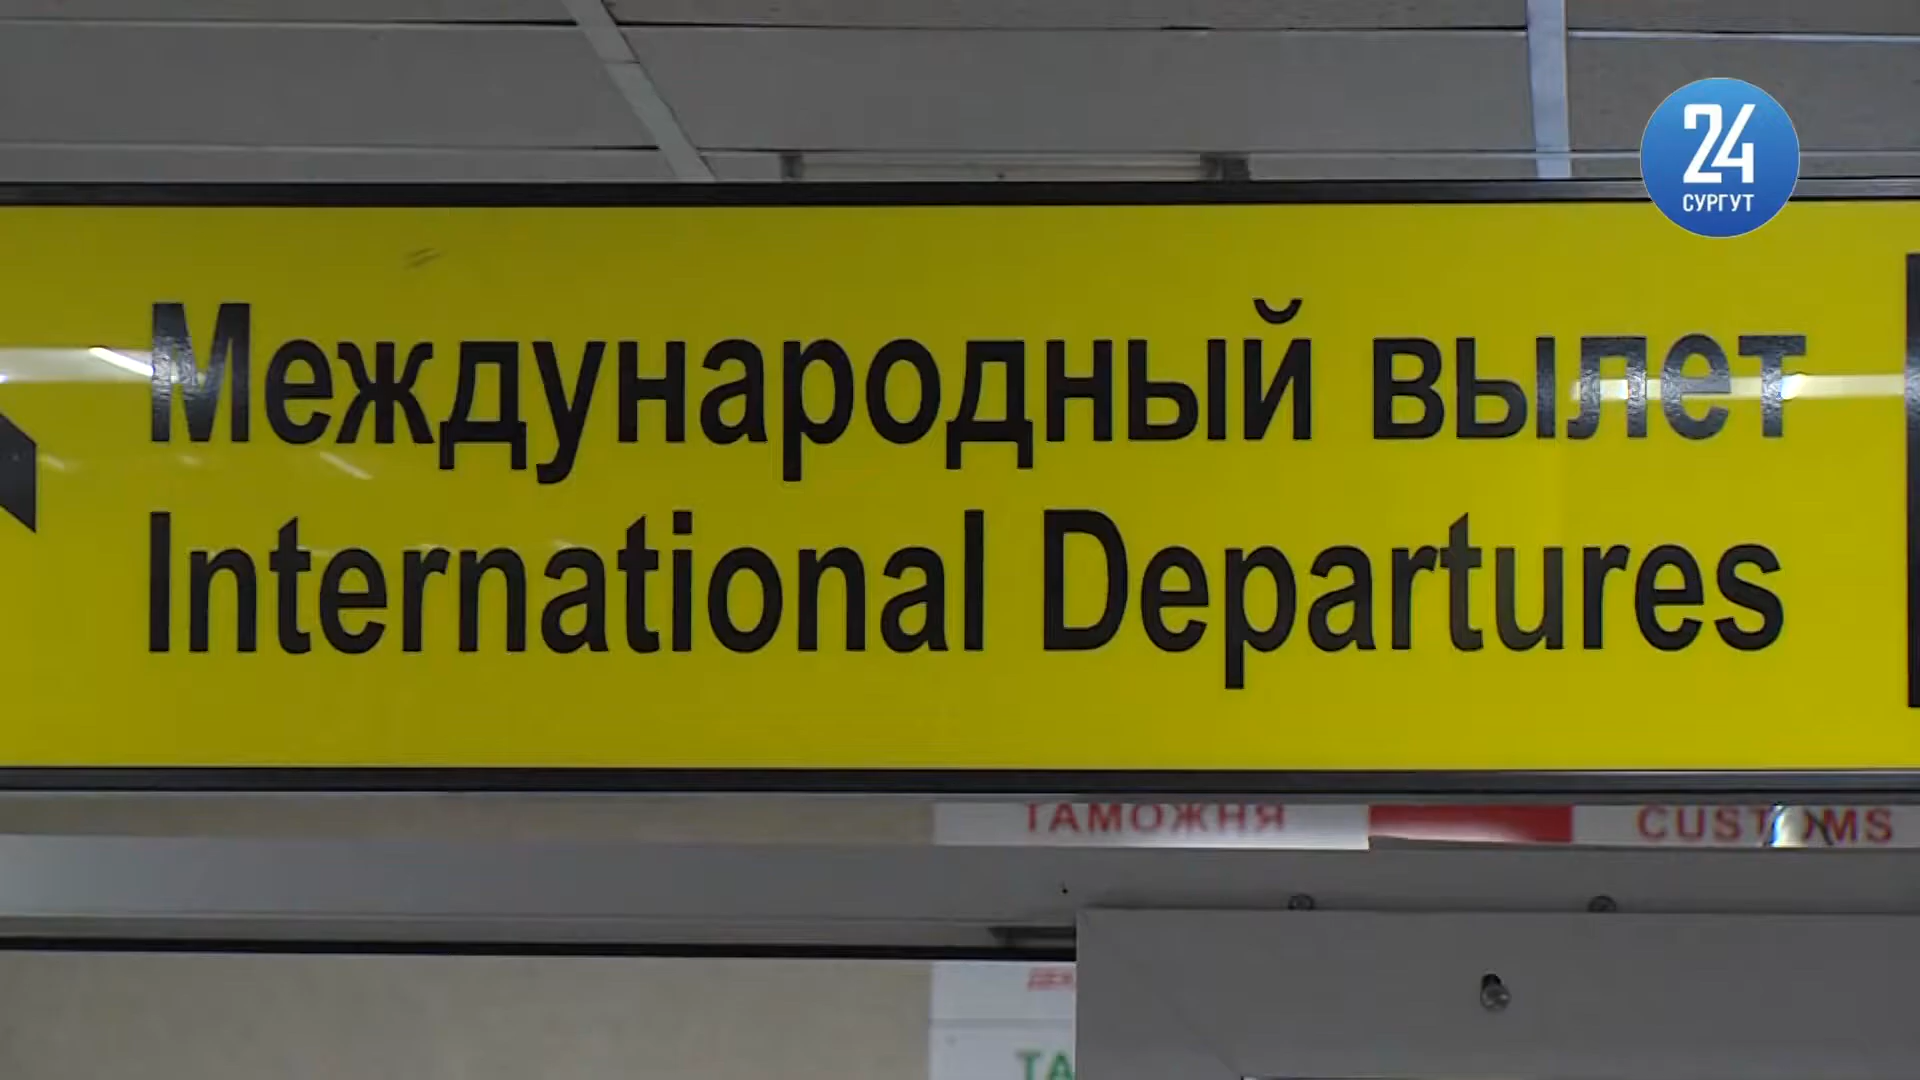 24
СУРГУТ
Международный вылет
International Departures
ТАМОЖНЯ CUSTOMS